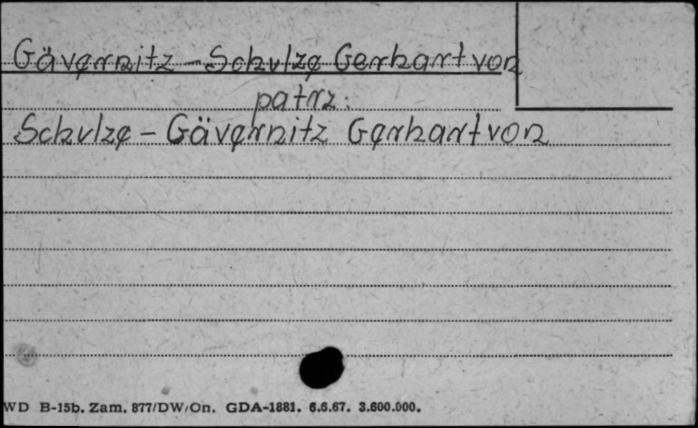 Gävernitz - Schulze Gerhart von
patrz:
Schulze - Gävernitz Gerhart von
WD B-15b. Zam. 877/DW/On. GDA-1881. 6.6.67. 3.600.000.